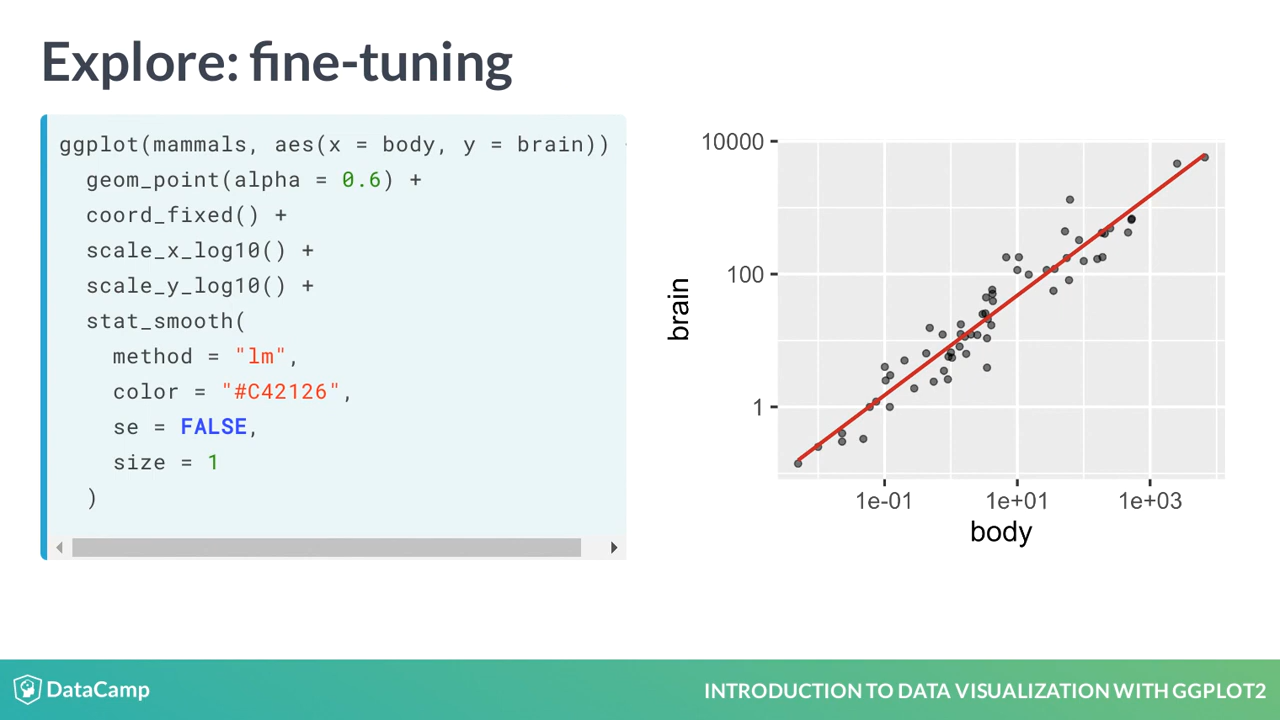 Explore: fine-tuning
ggplot(mammals, aes(x = body, y = brain))
  geom_point(alpha = 0.6) +
  coord_fixed() +
  scale_x_log10() +
  scale_y_log10() +
  stat_smooth(
    method = "lm",
    color = "#C42126",
    se = FALSE,
    size = 1
  )
10000
100
1
brain
1e-01 1e+01 1e+03
body
DataCamp
INTRODUCTION TO DATA VISUALIZATION WITH GGPLOT2